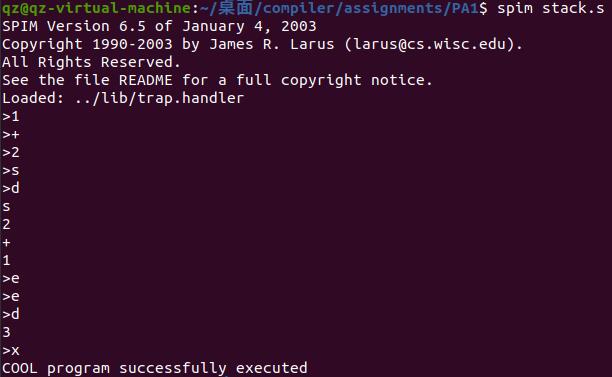 qz@qz-virtual-machine:~/桌面/compiler/assignments/PA1$ spim stack.s
SPIM Version 6.5 of January 4, 2003
Copyright 1990-2003 by James R. Larus (larus@cs.wisc.edu).
All Rights Reserved.
See the file README for a full copyright notice.
Loaded: ../lib/trap.handler
>1
>+
>2
>s
>d
s
2
+
1
>e
>e
>d
3
>x
COOL program successfully executed